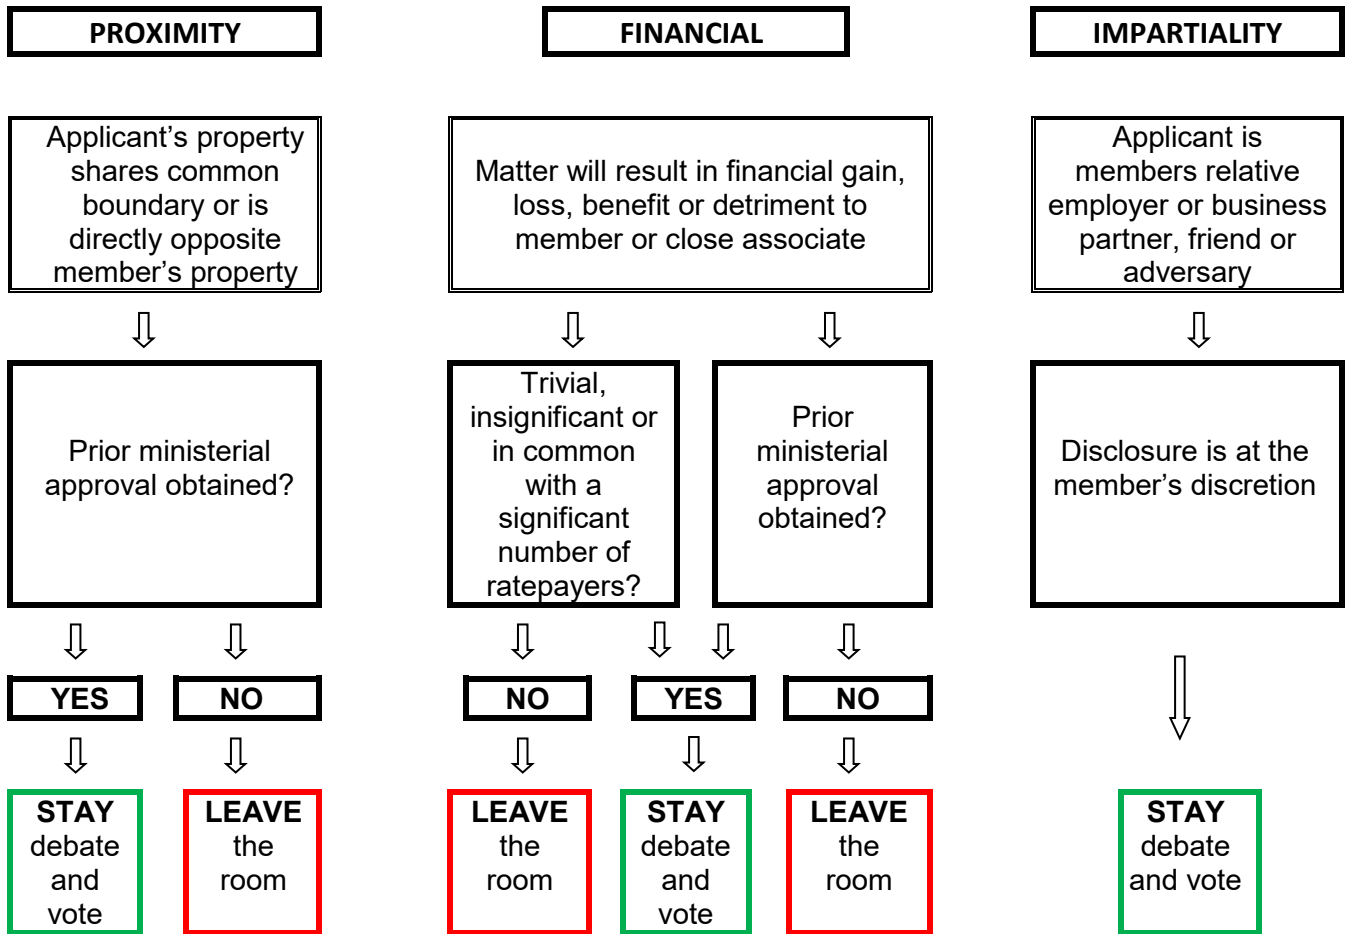 PROXIMITY
FINANCIAL
IMPARTIALITY
Applicant’s property
shares common
boundary or is
directly opposite
member’s property
Matter will result in financial gain,
loss, benefit or detriment to
member or close associate
Applicant is
members relative
employer or business
partner, friend or
adversary
Prior ministerial
approval obtained?
Trivial,
insignificant or
in common
with a
significant
number of
ratepayers?
Prior
ministerial
approval
obtained?
Disclosure is at the
member’s discretion
YES
NO
NO
YES
NO
STAY
debate
and
vote
LEAVE
the
room
LEAVE
the
room
STAY
debate
and
vote
LEAVE
the
room
STAY
debate
and vote